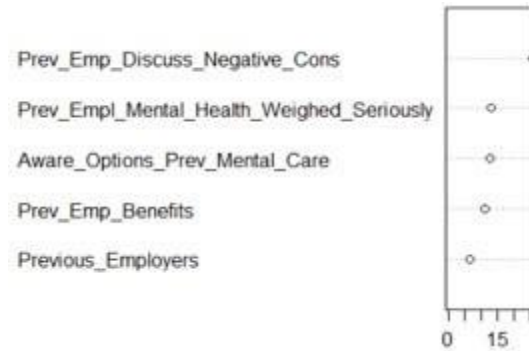 Prev_Emp_Discuss_Negative_Cons
Prev_Empl_Mental_Health_Weighed_Seriously
Aware_Options_Prev_Mental_Care
Prev_Emp_Benefits
Previous_Employers
0 15